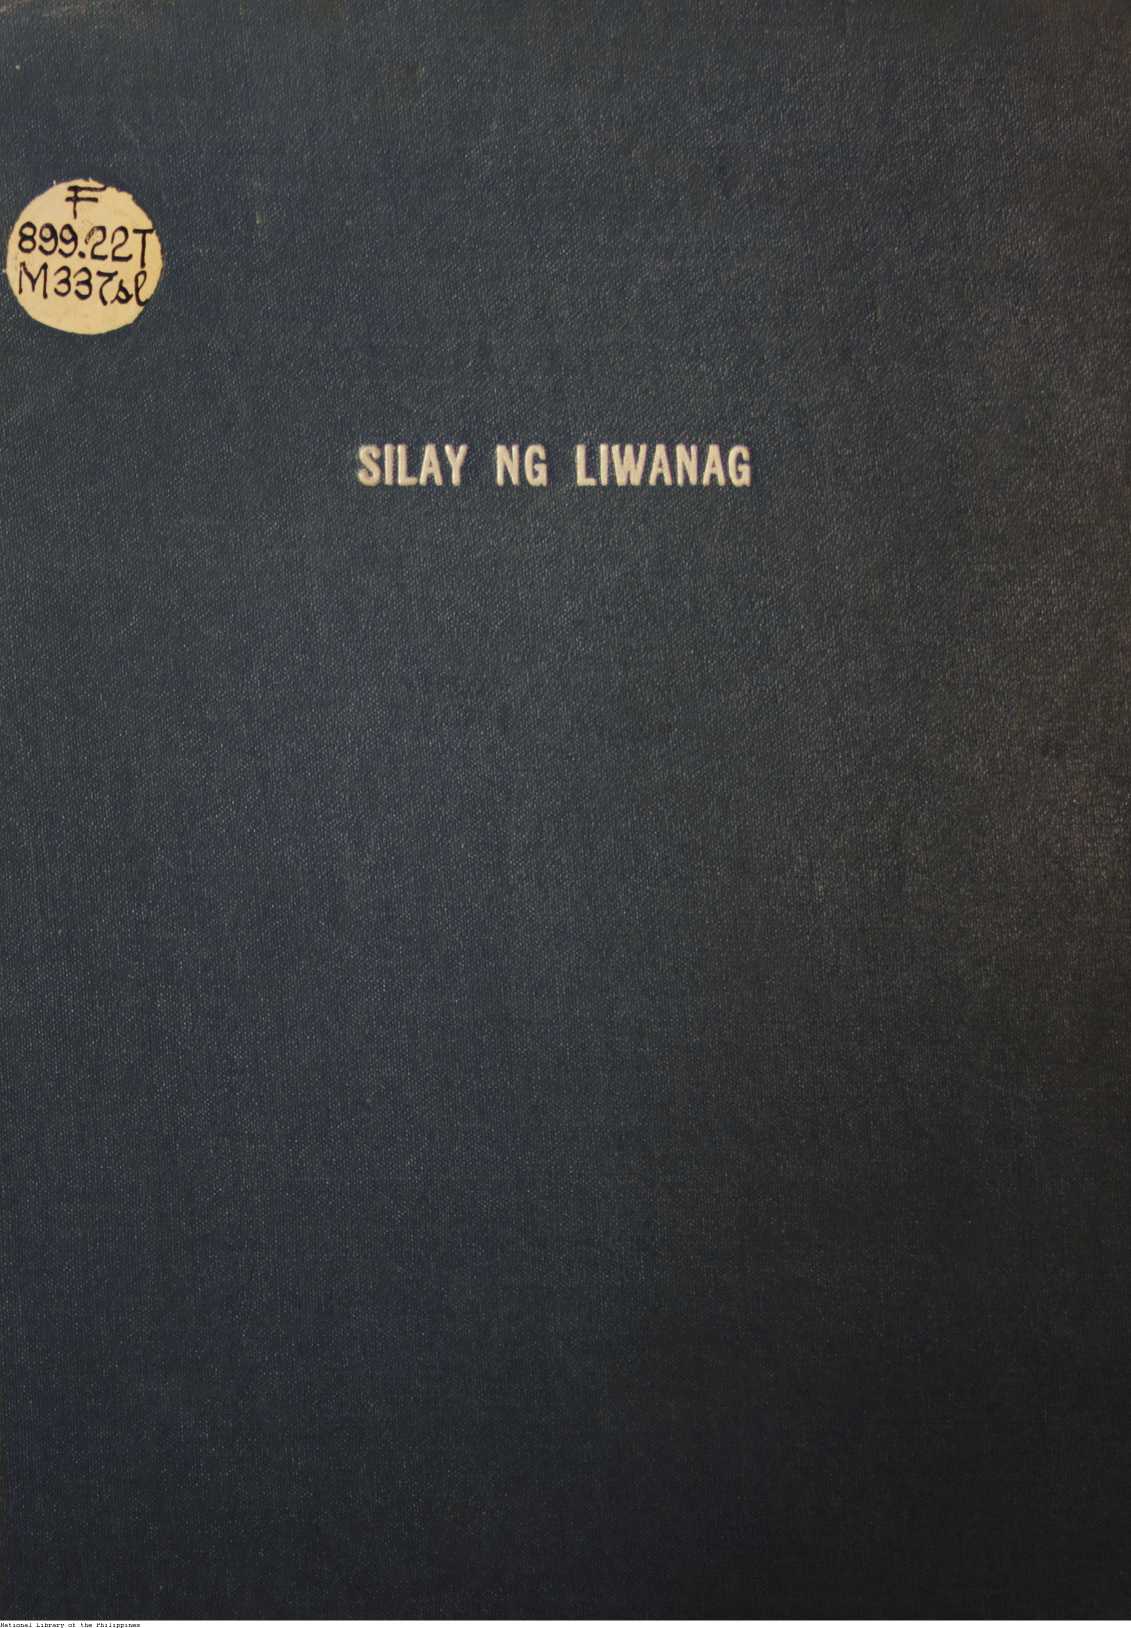 F
899.22T
M337sl
SILAY NG LIWANAG
National Library of the Philippines